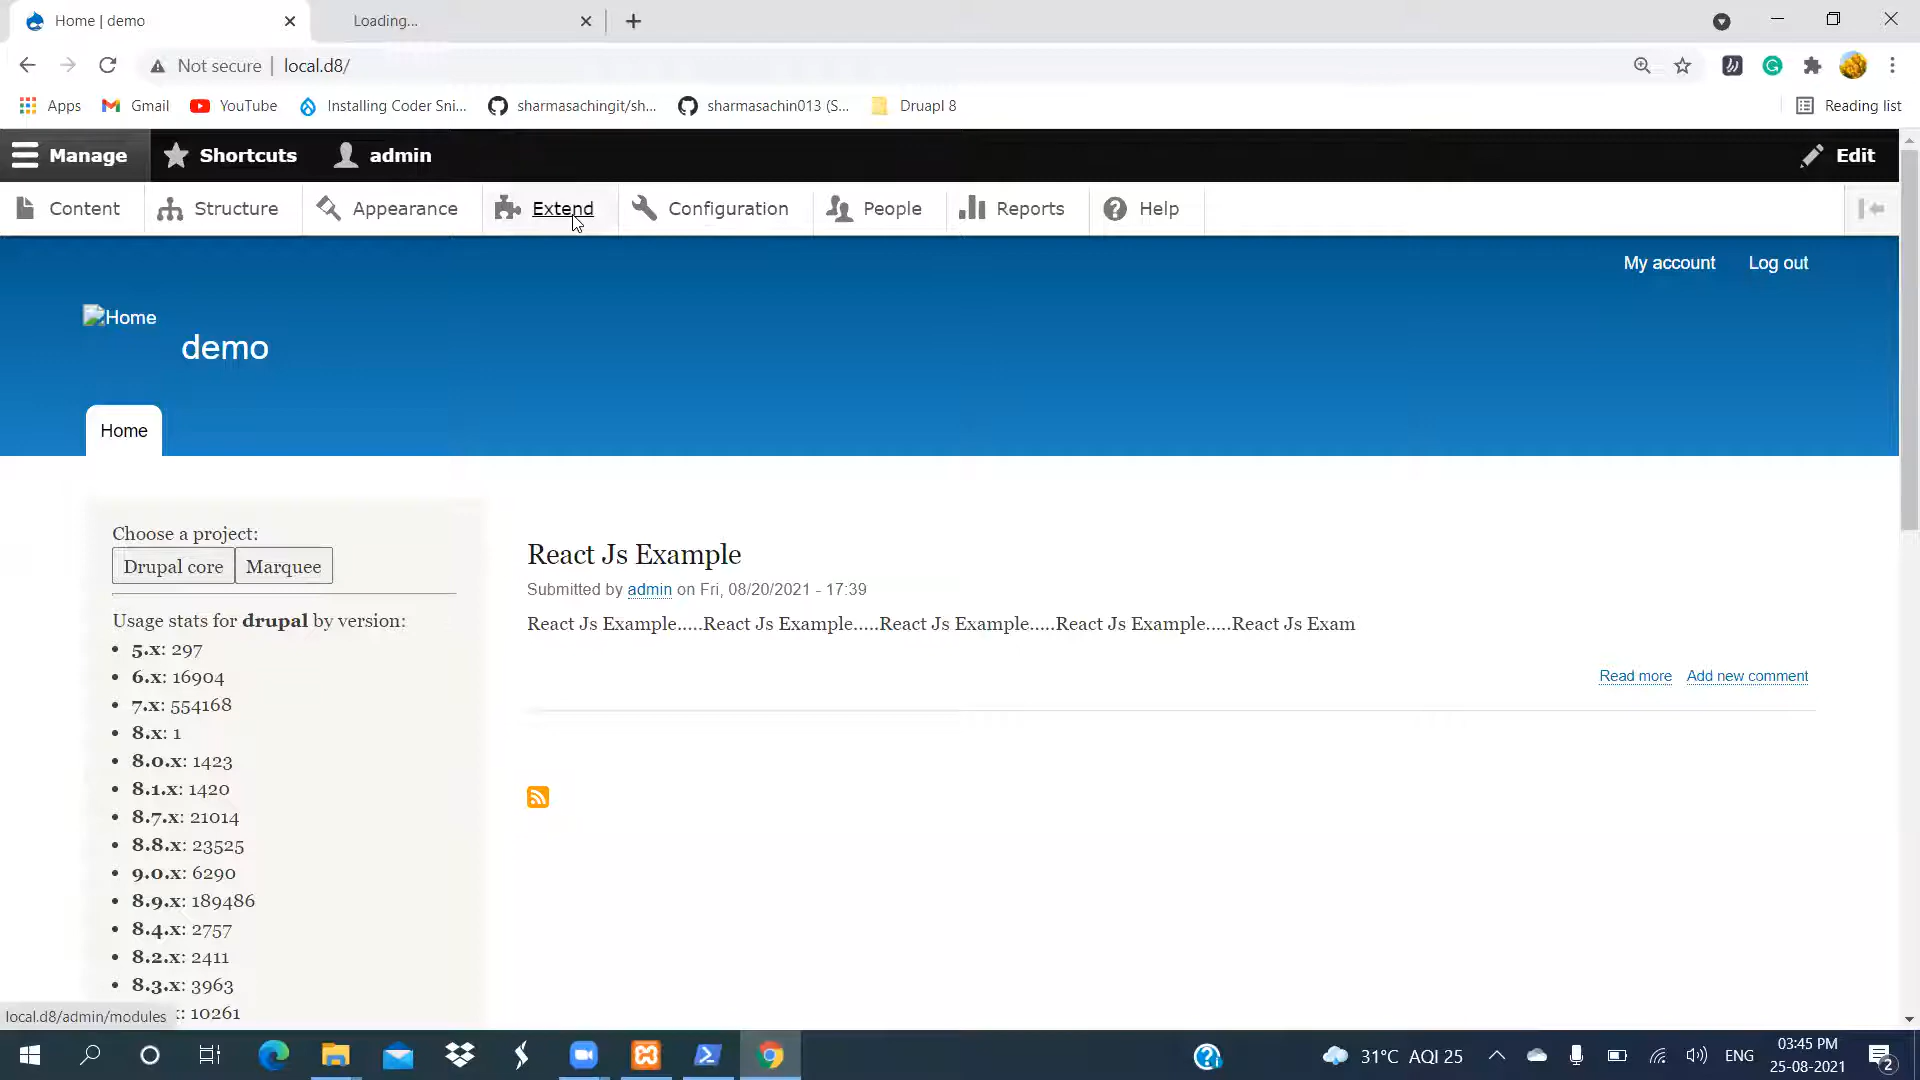 Home | demo
Loading...
Not secure | local.d8/
Apps
Gmail
YouTube
Installing Coder Sni...
sharmasachingit/sh...
sharmasachin013 (S...
Druapl 8
Reading list
Manage
Shortcuts
admin
Edit
Content
Structure
Appearance
Extend
Configuration
People
Reports
Help
My account
Log out
Home
demo
Home
Choose a project:
Drupal core
Marquee
Usage stats for drupal by version:
5.x: 297
6.x: 16904
7.x: 554168
8.x: 1
8.0.x: 1423
8.1.x: 1420
8.7.x: 21014
8.8.x: 23525
9.0.x: 6290
8.9.x: 189486
8.4.x: 2757
8.2.x: 2411
8.3.x: 3963
: 10261
React Js Example
Submitted by admin on Fri, 08/20/2021 - 17:39
React Js Example.....React Js Example.....React Js Example.....React Js Example.....React Js Exam
Read more
Add new comment
local.d8/admin/modules
31°C AQI 25
ENG
03:45 PM
25-08-2021
2